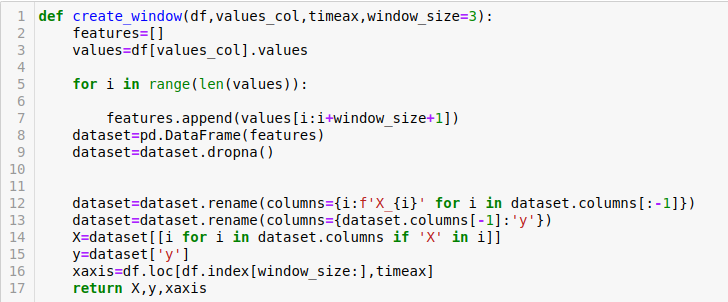 1 def create_window(df,values_col,timeax,window_size=3):
2     features=[]
3     values=df[values_col].values
4
5     for i in range(len(values)):
6
7         features.append(values[i:i+window_size+1])
8     dataset=pd.DataFrame(features)
9     dataset=dataset.dropna()
10
11
12     dataset=dataset.rename(columns={i:f'X_{i}' for i in dataset.columns[:-1]})
13     dataset=dataset.rename(columns={dataset.columns[-1]:'y'})
14     X=dataset[[i for i in dataset.columns if 'X' in i]]
15     y=dataset['y']
16     xaxis=df.loc[df.index[window_size:],timeax]
17     return X,y,xaxis